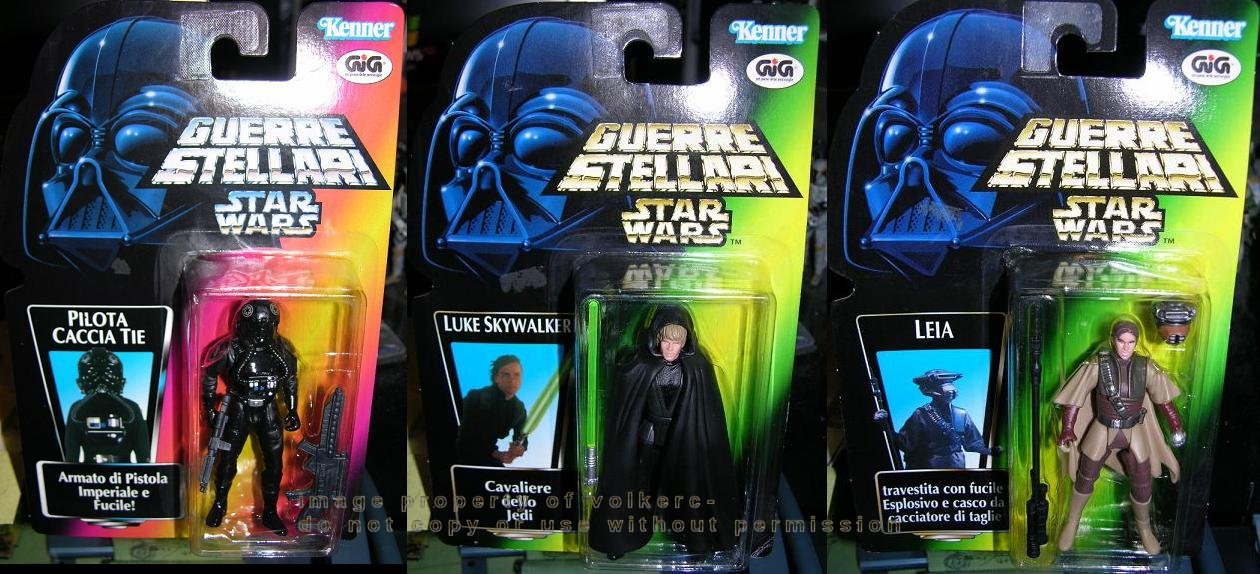 Kenner
GiG
GUERRE
STELLARI
STAR
WARS
PILOTA
CACCIA TIE
Armato di Pistola
Imperiale e
Fucile!
Kenner
GiG
GUERRE
STELLARI
STAR
WARS
TM
LUKE SKYWALKER
Cavaliere
dello
Jedi
Kenner
GiG
GUERRE
STELLARI
STAR
WARS
TM
LEIA
travestita con fucile
Esplosivo e casco da
cacciatore di taglie
image property of volkerc-
do not copy or use without permission